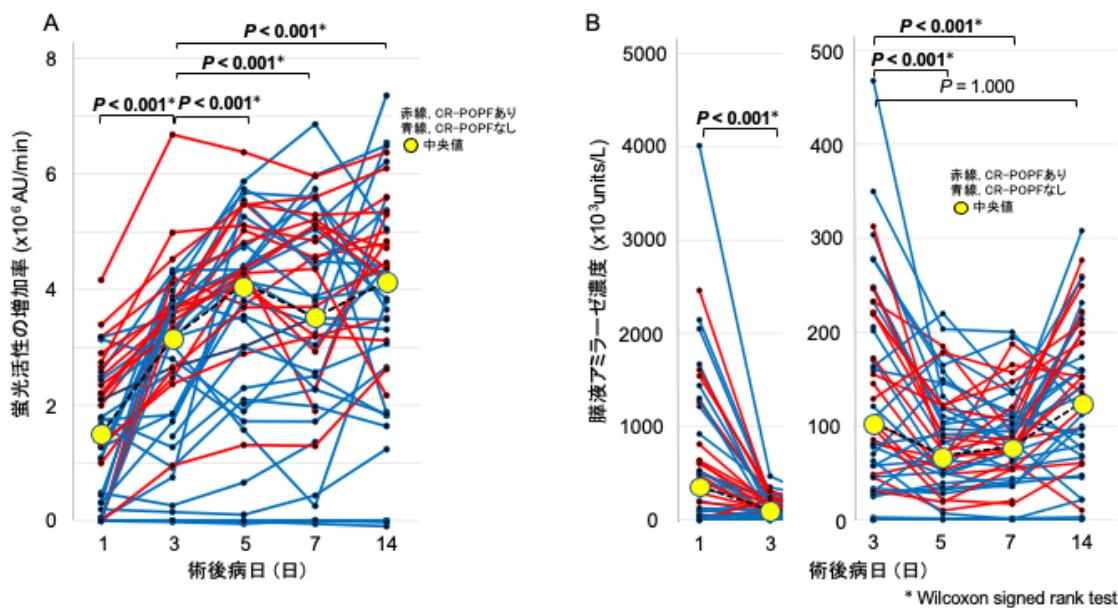 A
P < 0.001*
P < 0.001*
P < 0.001* P < 0.001*
赤線, CR-POPFあり
青線, CR-POPFなし
中央値
蛍光活性の増加率 (x10⁶ AU/min)
8
6
4
2
0
1 3 5 7 14
術後病日 (日)
B
P < 0.001*
膵液アミラーゼ濃度 (x10³units/L)
5000
4000
3000
2000
1000
0
1 3
P < 0.001*
P < 0.001*
P = 1.000
赤線, CR-POPFあり
青線, CR-POPFなし
中央値
500
400
300
200
100
0
3 5 7 14
術後病日 (日)
* Wilcoxon signed rank test